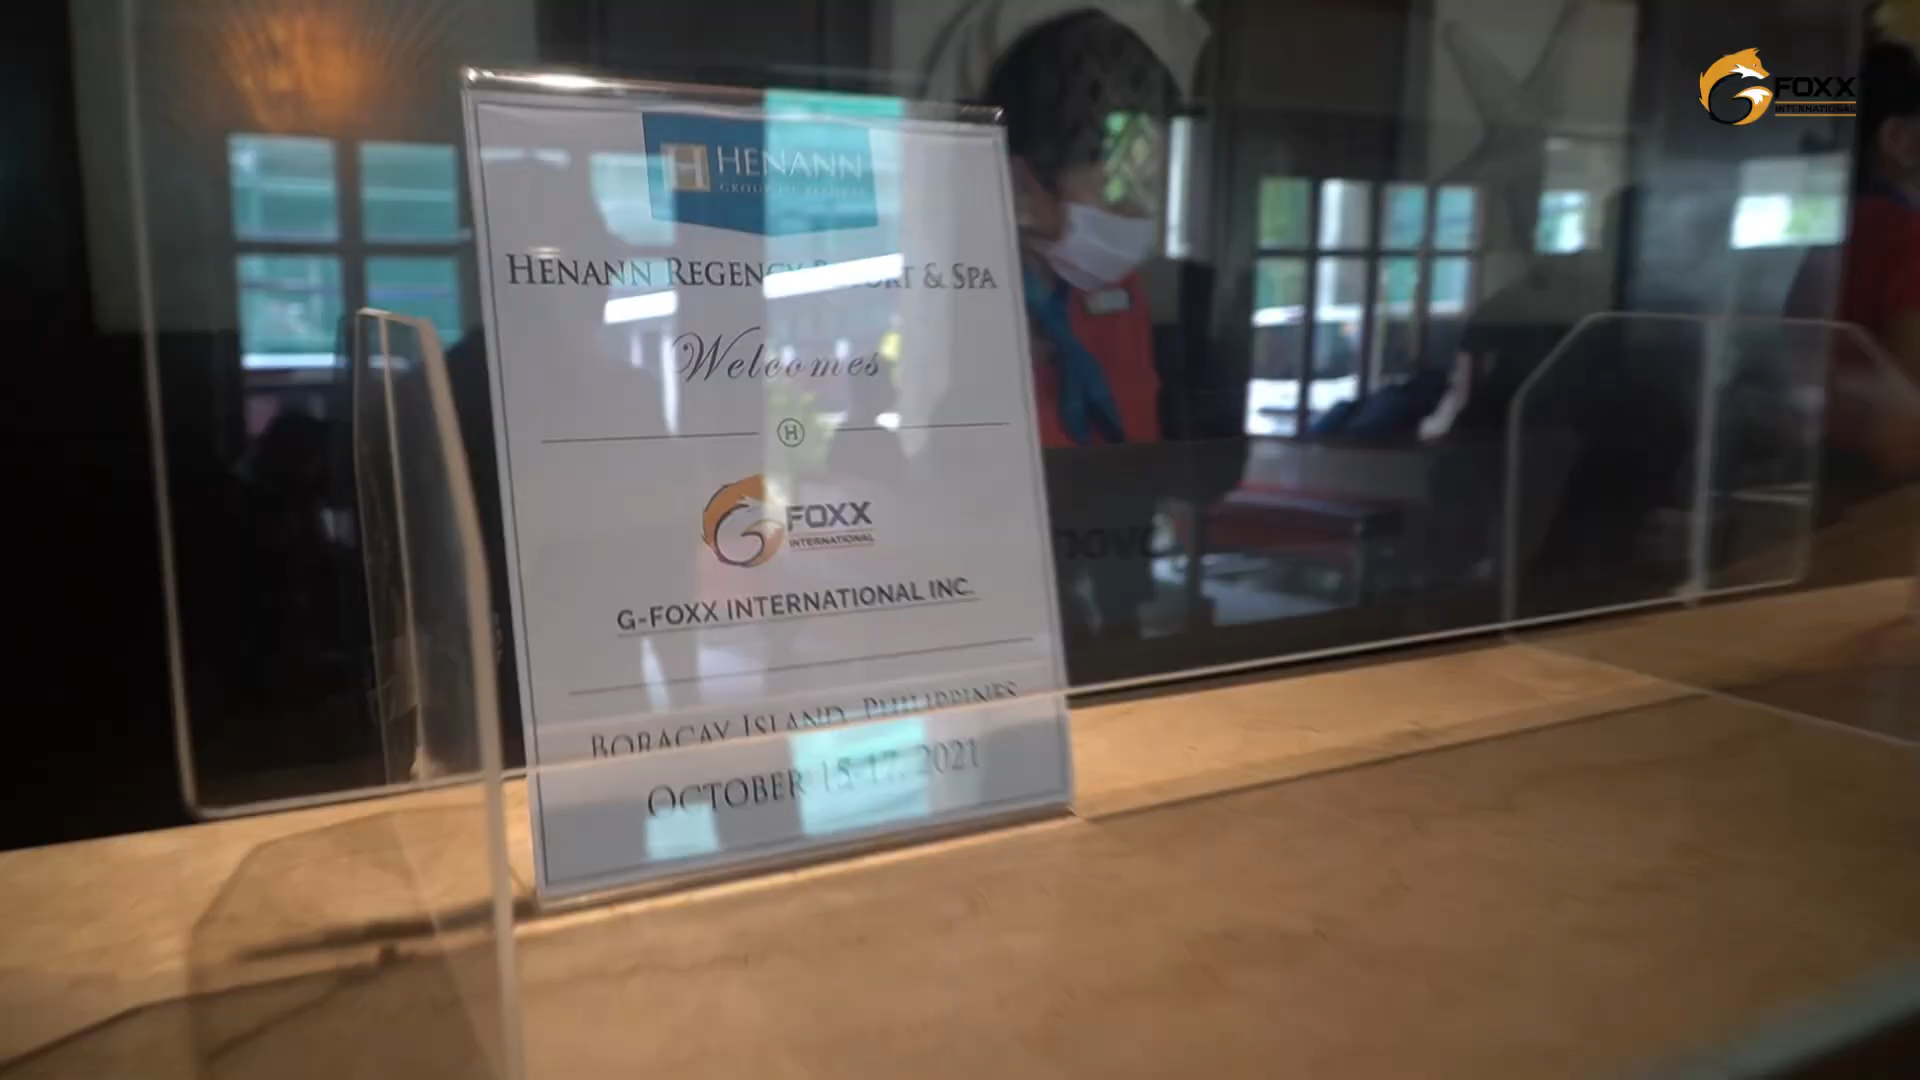 FOXX
INTERNATIONAL
HENANN
GROUP OF RESORTS
HENANN REGENCY RESORT & SPA
Welcomes
H
FOXX
INTERNATIONAL
G-FOXX INTERNATIONAL INC.
BORACAY ISLAND, PHILIPPINES
OCTOBER 15-17, 2021